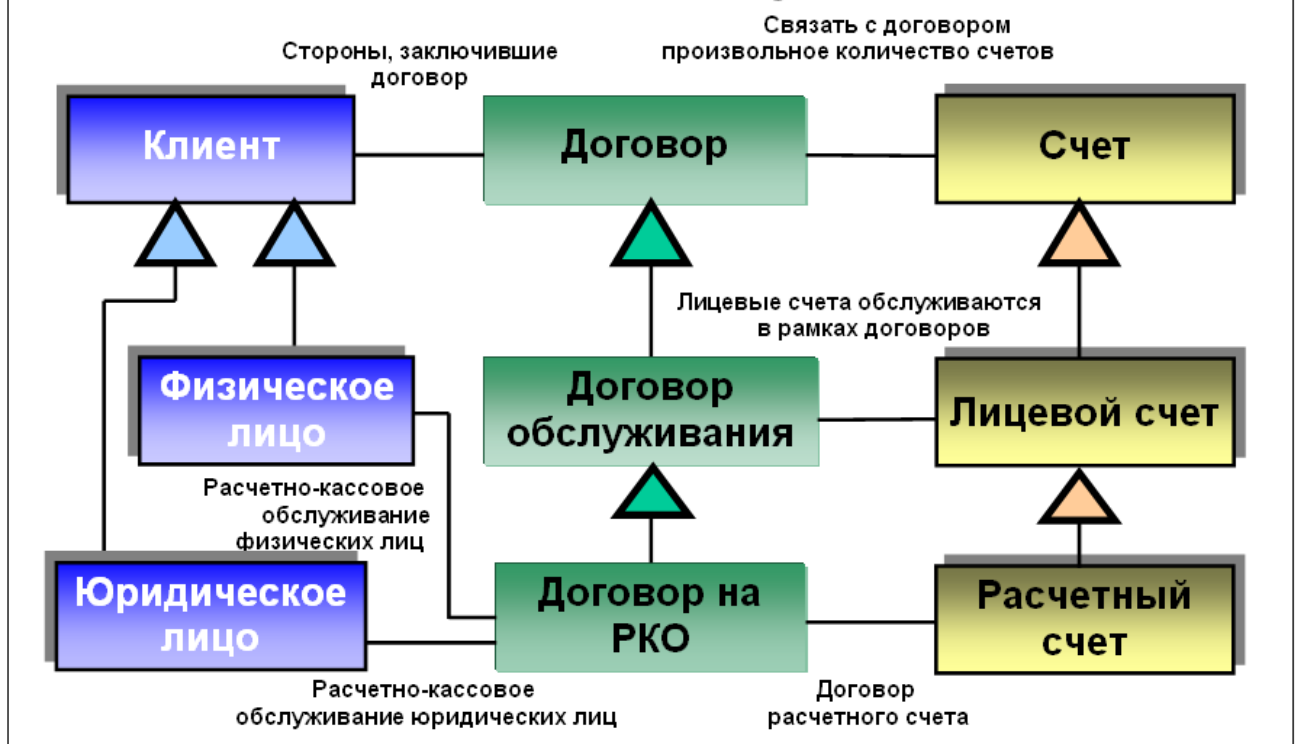 Стороны, заключившие
договор
Связать с договором
произвольное количество счетов
Клиент
Договор
Счет
Лицевые счета обслуживаются
в рамках договоров
Физическое
лицо
Договор
обслуживания
Лицевой счет
Расчетно-кассовое
обслуживание
физических лиц
Юридическое
лицо
Договор на
РКО
Расчетный
счет
Расчетно-кассовое
обслуживание юридических лиц
Договор
расчетного счета